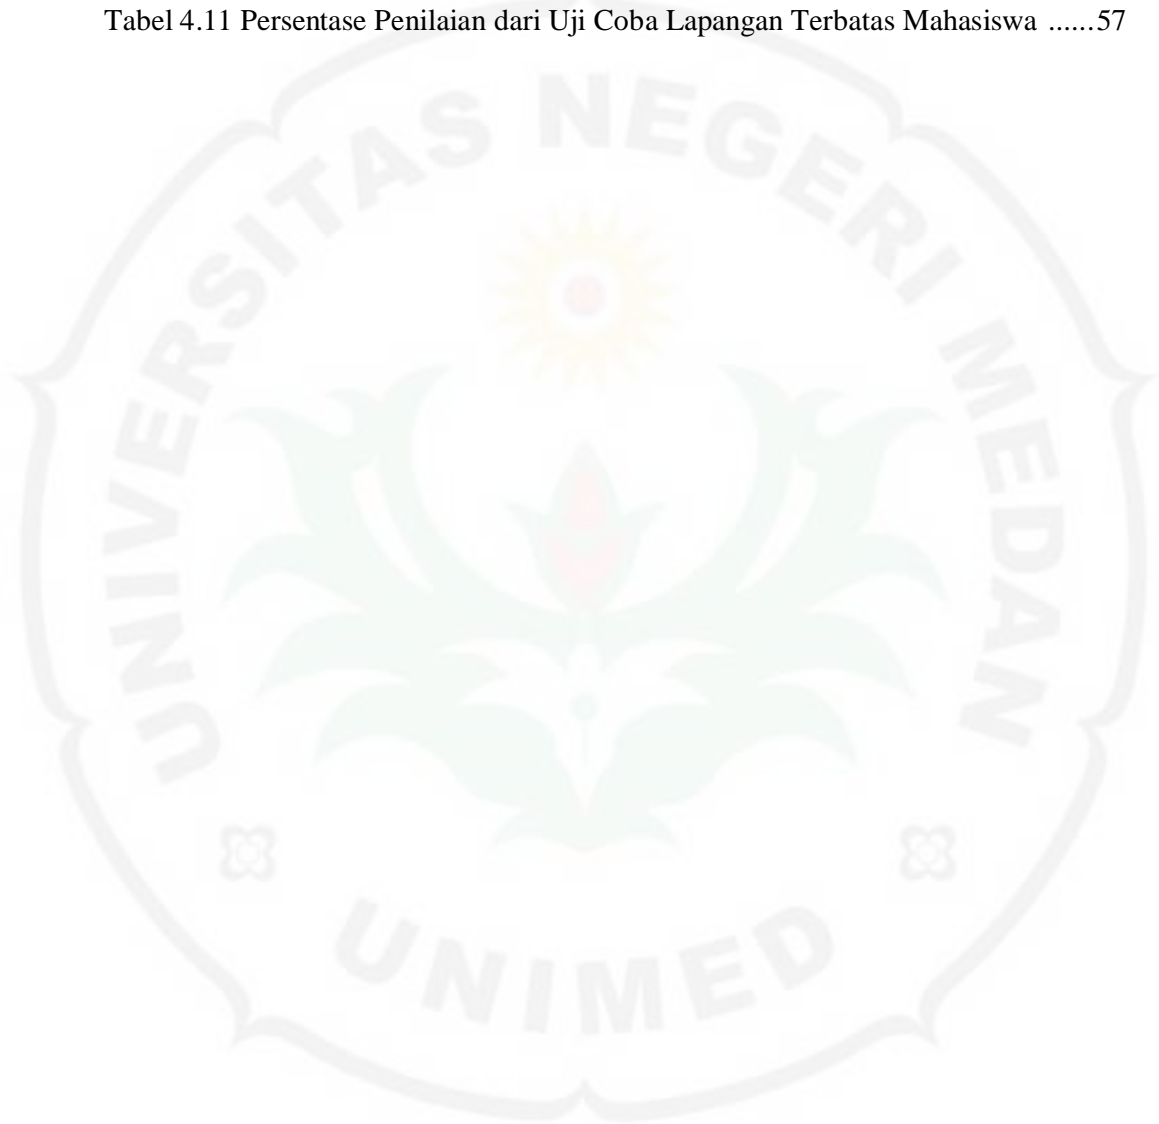 Tabel 4.11 Persentase Penilaian dari Uji Coba Lapangan Terbatas Mahasiswa ......57
UNIVERSITAS NEGERI MEDAN
UNIMED